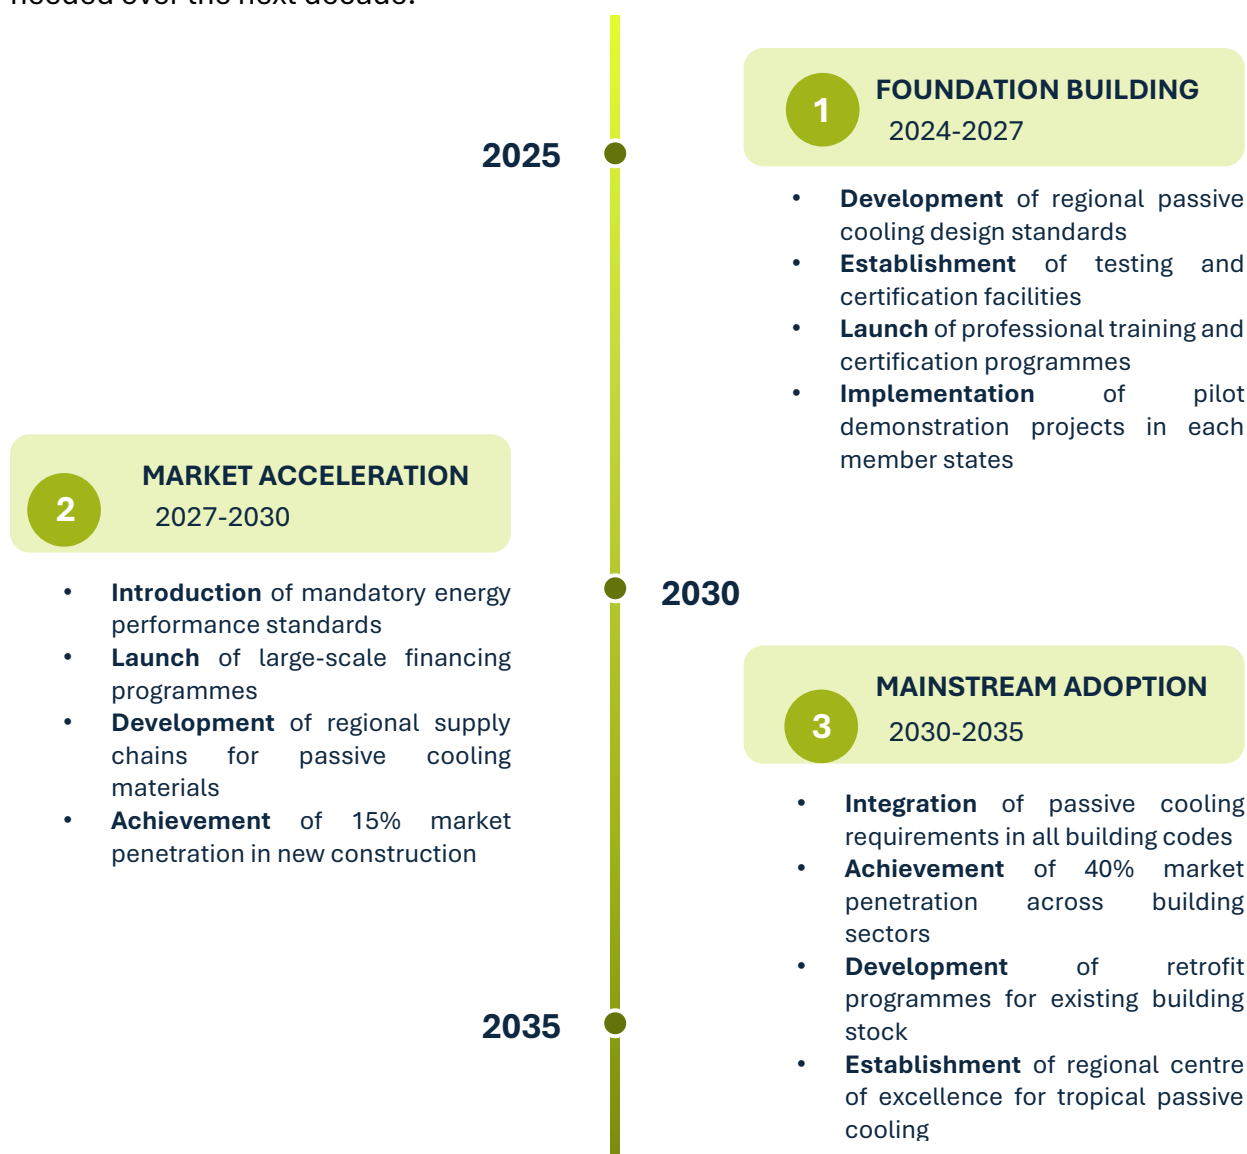 needed over the next decade.
2025
1
FOUNDATION BUILDING
2024-2027
• Development of regional passive
cooling design standards
• Establishment of testing and
certification facilities
• Launch of professional training and
certification programmes
• Implementation of pilot
demonstration projects in each
member states
2
MARKET ACCELERATION
2027-2030
• Introduction of mandatory energy
performance standards
• Launch of large-scale financing
programmes
• Development of regional supply
chains for passive cooling
materials
• Achievement of 15% market
penetration in new construction
2030
3
MAINSTREAM ADOPTION
2030-2035
• Integration of passive cooling
requirements in all building codes
• Achievement of 40% market
penetration across building
sectors
• Development of retrofit
programmes for existing building
stock
• Establishment of regional centre
of excellence for tropical passive
cooling
2035